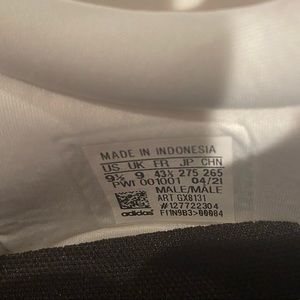 MADE IN INDONESIA
US UK FR JP CHN
9½ 9 43⅓ 275 265
PWI 001001 04/21
MALE/MALE
ART GX8131
#127722304
adidas F11N9B3>00084